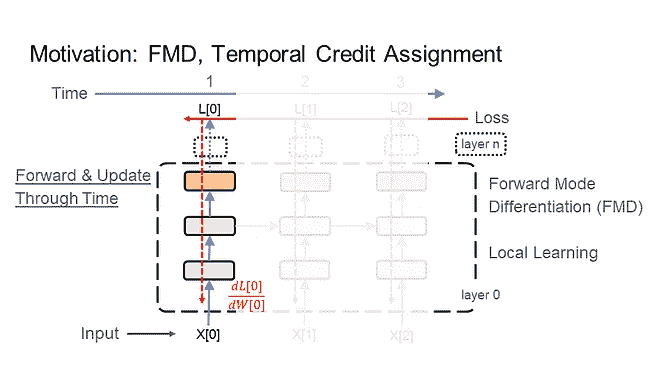 Motivation: FMD, Temporal Credit Assignment
1 2 3
Time
L[0] L[1] L[2]
Loss
layer n
Forward & Update
Through Time
Forward Mode
Differentiation (FMD)
Local Learning
dL[0]
dW[0]
layer 0
Input
X[0] X[1] X[2]